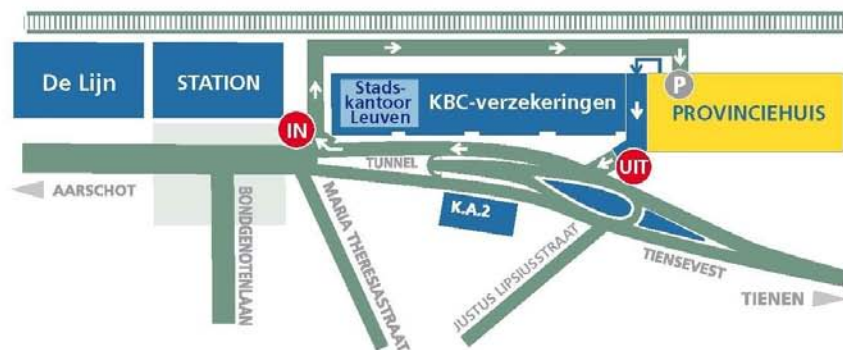 De Lijn
STATION
Stads-
kantoor
Leuven
KBC-verzekeringen
P
PROVINCIEHUIS
IN
UIT
TUNNEL
AARSCHOT
BONDGENOTENLAAN
MARIA THERESIASTRAAT
K.A.2
JUSTUS LIPSIUSSTRAAT
TIENSEVEST
TIENEN